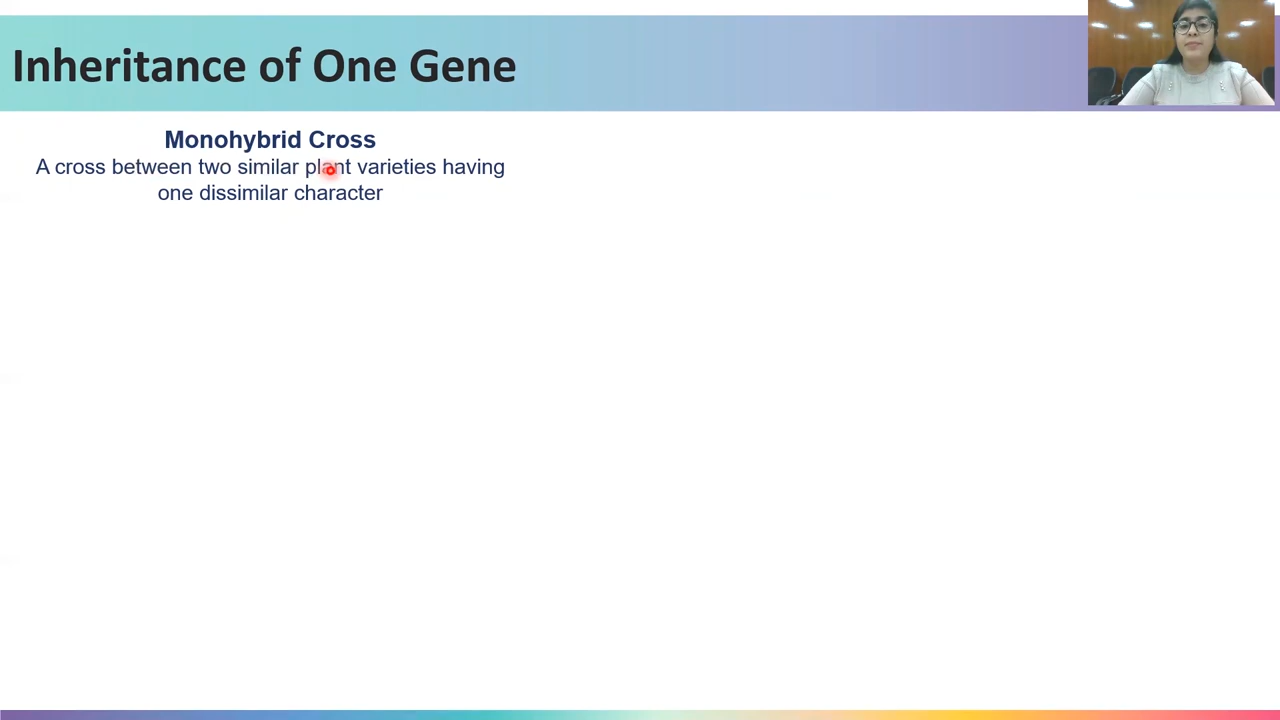 Inheritance of One Gene
Monohybrid Cross
A cross between two similar plant varieties having
one dissimilar character